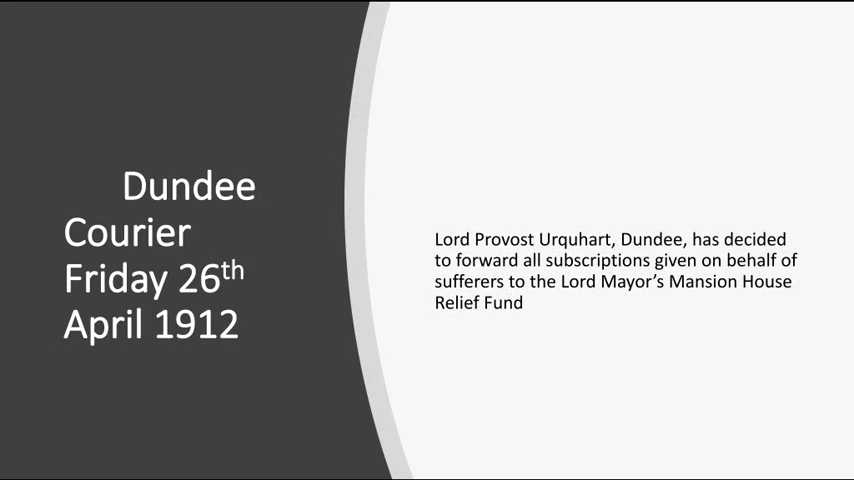 Dundee
Courier
Friday 26th
April 1912
Lord Provost Urquhart, Dundee, has decided
to forward all subscriptions given on behalf of
sufferers to the Lord Mayor’s Mansion House
Relief Fund